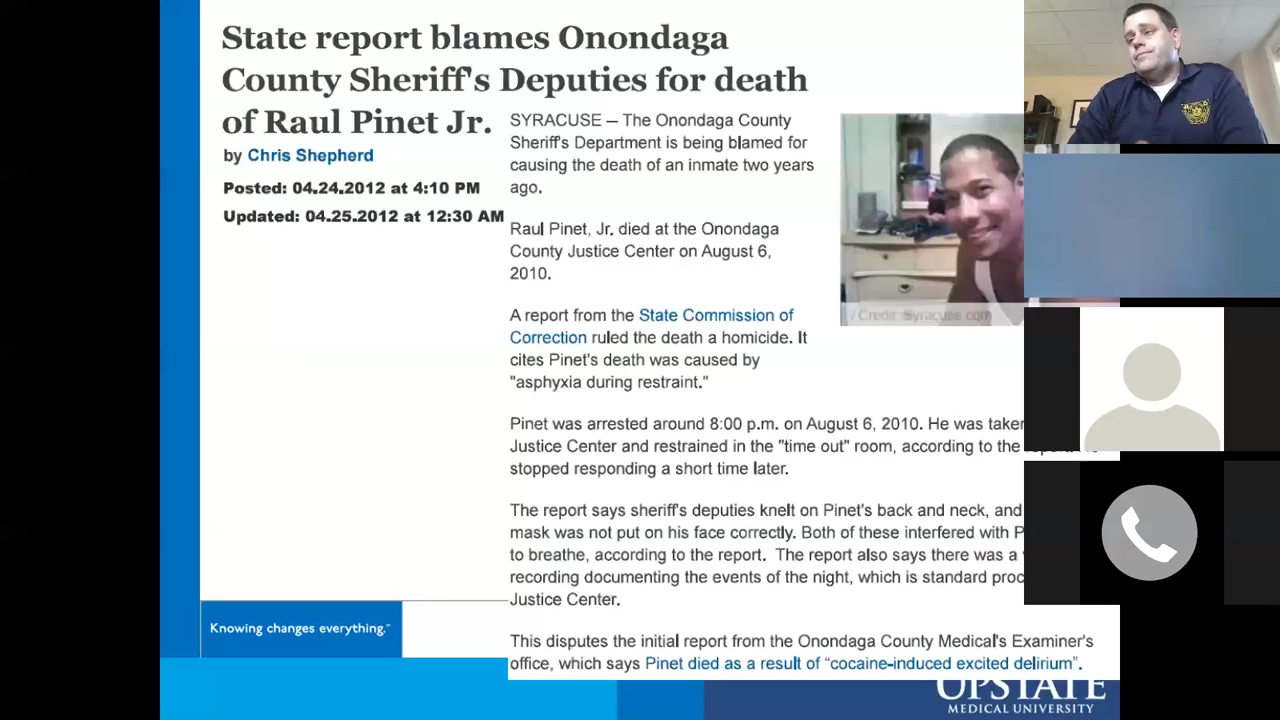 State report blames Onondaga
County Sheriff's Deputies for death
of Raul Pinet Jr.
by Chris Shepherd
Posted: 04.24.2012 at 4:10 PM
Updated: 04.25.2012 at 12:30 AM
SYRACUSE – The Onondaga County
Sheriff's Department is being blamed for
causing the death of an inmate two years
ago.
Raul Pinet, Jr. died at the Onondaga
County Justice Center on August 6,
2010.
A report from the State Commission of
Correction ruled the death a homicide. It
cites Pinet's death was caused by
"asphyxia during restraint."
/ Credit: Syracuse.com
Pinet was arrested around 8:00 p.m. on August 6, 2010. He was taken
Justice Center and restrained in the "time out" room, according to the
stopped responding a short time later.
The report says sheriff's deputies knelt on Pinet's back and neck, and
mask was not put on his face correctly. Both of these interfered with P
to breathe, according to the report. The report also says there was a
recording documenting the events of the night, which is standard proc
Justice Center.
This disputes the initial report from the Onondaga County Medical's Examiner's
office, which says Pinet died as a result of “cocaine-induced excited delirium”.
Knowing changes everything.™
UPSTATE
MEDICAL UNIVERSITY